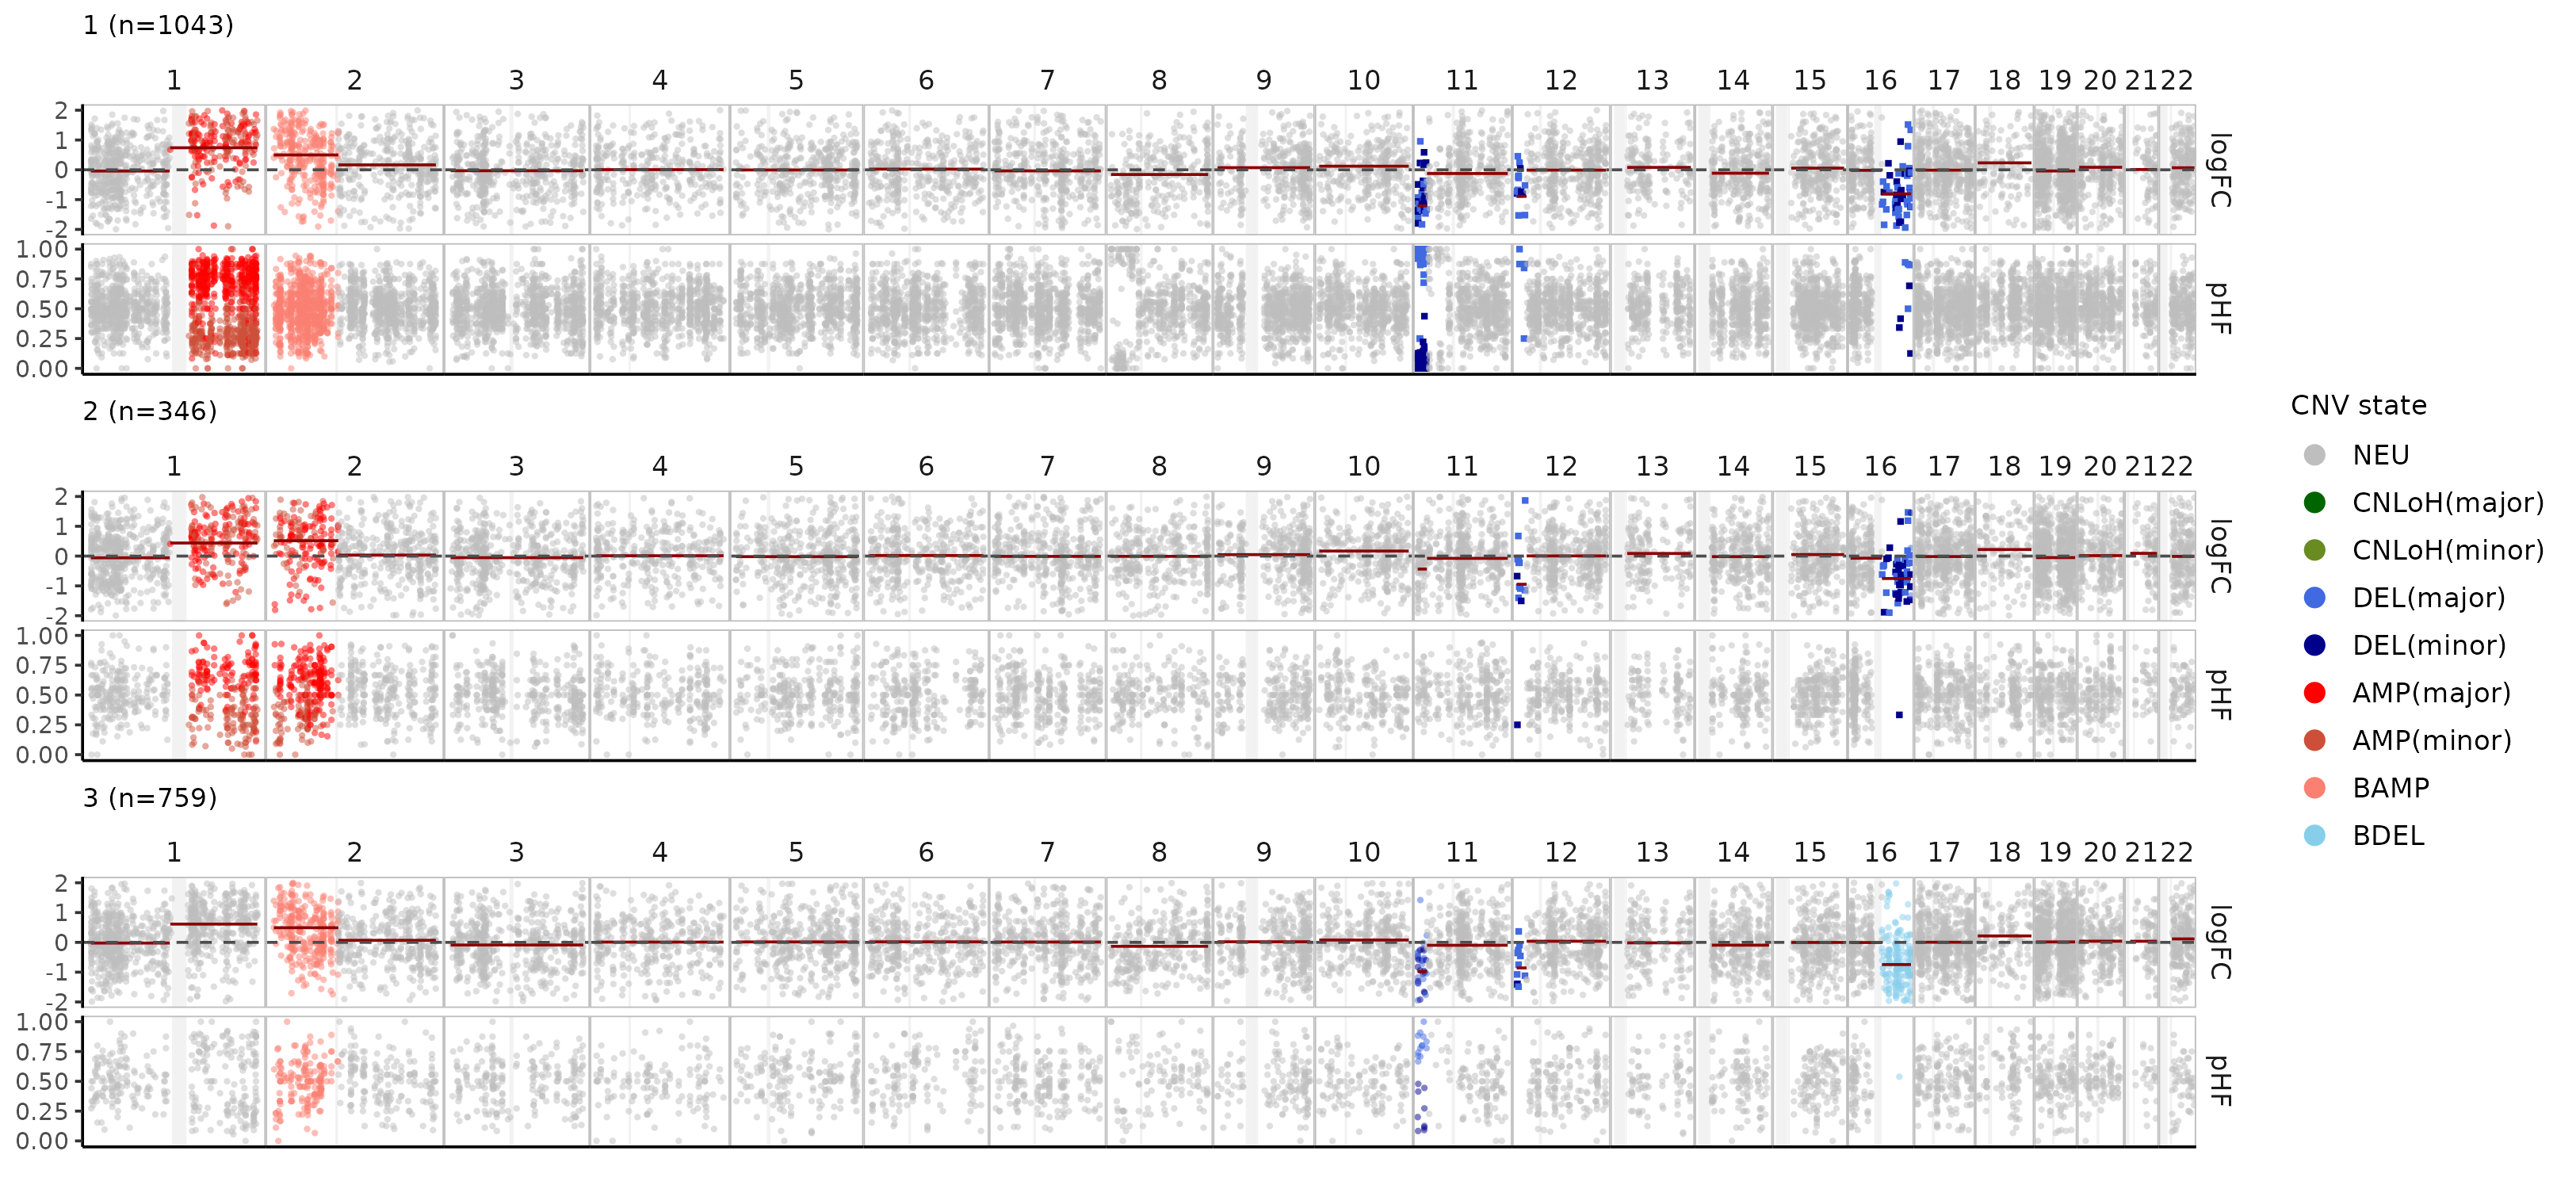 1 (n=1043)
1 2 3 4 5 6 7 8 9 10 11 12 13 14 15 16 17 18 19 20 21 22
2
1
0
-1
-2
logFC
1.00
0.75
0.50
0.25
0.00
pHF
2 (n=346)
1 2 3 4 5 6 7 8 9 10 11 12 13 14 15 16 17 18 19 20 21 22
2
1
0
-1
-2
logFC
1.00
0.75
0.50
0.25
0.00
pHF
3 (n=759)
1 2 3 4 5 6 7 8 9 10 11 12 13 14 15 16 17 18 19 20 21 22
2
1
0
-1
-2
logFC
1.00
0.75
0.50
0.25
0.00
pHF
CNV state
NEU
CNLoH(major)
CNLoH(minor)
DEL(major)
DEL(minor)
AMP(major)
AMP(minor)
BAMP
BDEL